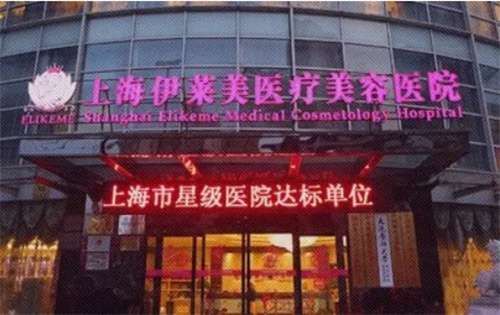 上海伊莱美医疗美容医院
ELIKEME
Shanghai Elikeme Medical Cosmetology Hospital
上海市星级医院达标单位